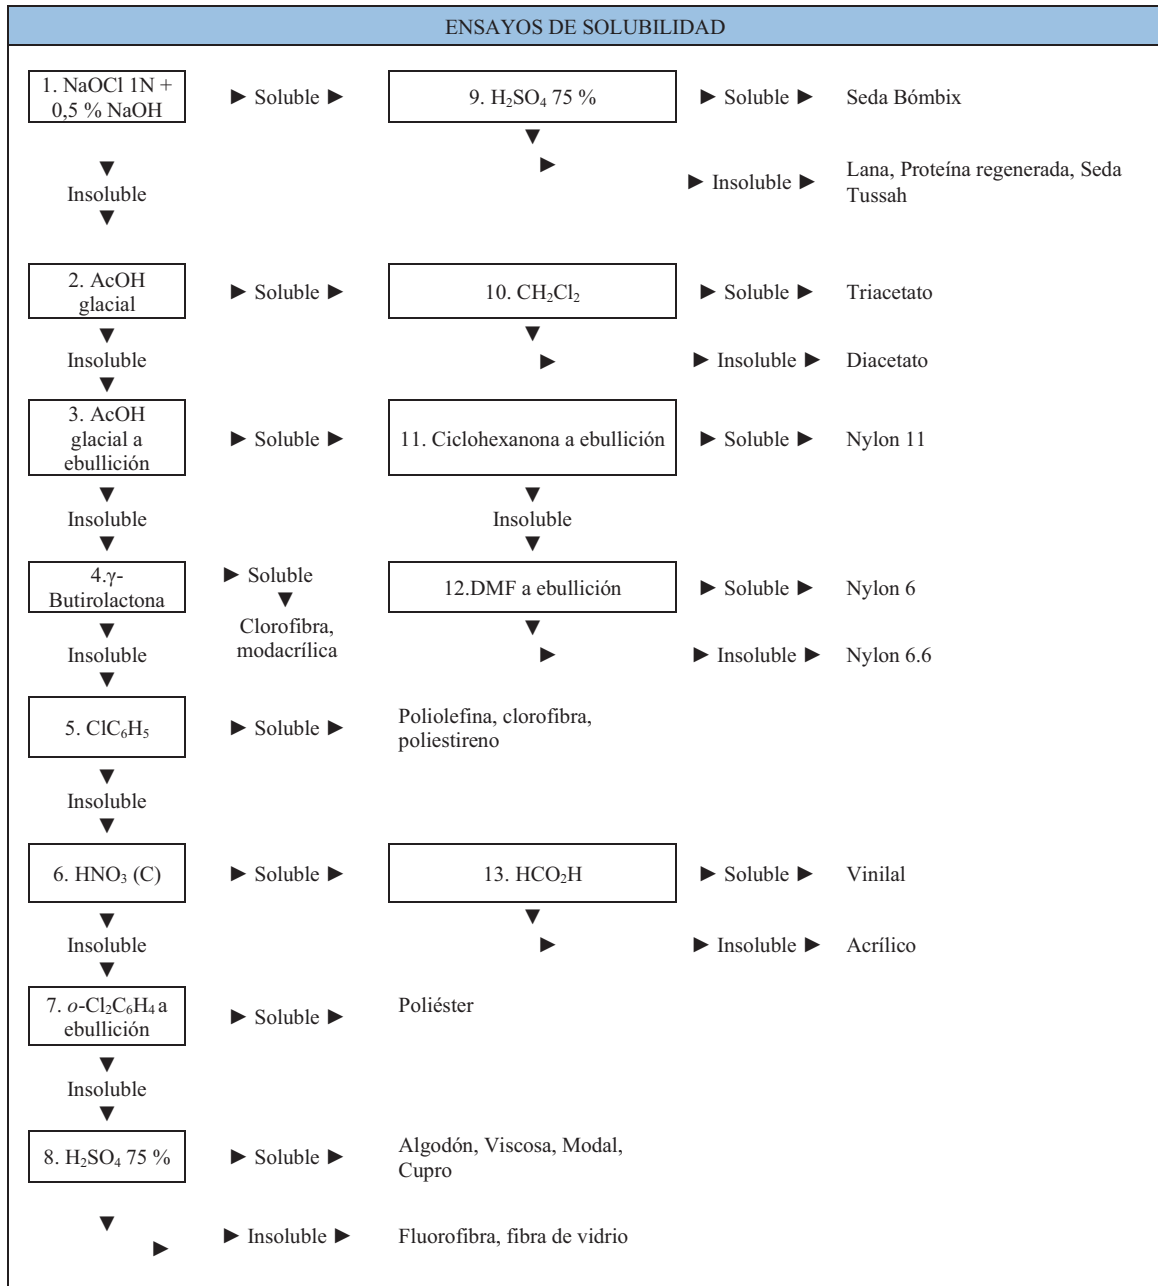 ENSAYOS DE SOLUBILIDAD
1. NaOCl 1N +
0,5 % NaOH
► Soluble ►
9. H₂SO₄ 75 %
► Soluble ►
Seda Bómbix
▼
▼
►
Insoluble
▼
► Insoluble ►
Lana, Proteína regenerada, Seda
Tussah
2. AcOH
glacial
► Soluble ►
10. CH₂Cl₂
► Soluble ►
Triacetato
▼
Insoluble
▼
▼
►
► Insoluble ►
Diacetato
3. AcOH
glacial a
ebullición
► Soluble ►
11. Ciclohexanona a ebullición
► Soluble ►
Nylon 11
▼
Insoluble
▼
▼
Insoluble
▼
4.γ-
Butirolactona
► Soluble
▼
Clorofibra,
modacrílica
12.DMF a ebullición
► Soluble ►
Nylon 6
▼
Insoluble
▼
▼
►
► Insoluble ►
Nylon 6.6
5. ClC₆H₅
► Soluble ►
Poliolefina, clorofibra,
poliestireno
▼
Insoluble
▼
6. HNO₃ (C)
► Soluble ►
13. HCO₂H
► Soluble ►
Vinilal
▼
Insoluble
▼
▼
►
► Insoluble ►
Acrílico
7. o-Cl₂C₆H₄ a
ebullición
► Soluble ►
Poliéster
▼
Insoluble
▼
8. H₂SO₄ 75 %
► Soluble ►
Algodón, Viscosa, Modal,
Cupro
▼
►
► Insoluble ►
Fluorofibra, fibra de vidrio